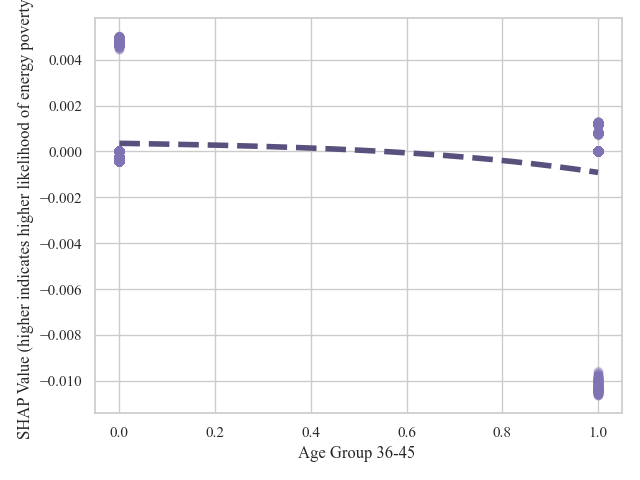 SHAP Value (higher indicates higher likelihood of energy poverty
0.004
0.002
0.000
−0.002
−0.004
−0.006
−0.008
−0.010
0.0 0.2 0.4 0.6 0.8 1.0
Age Group 36-45